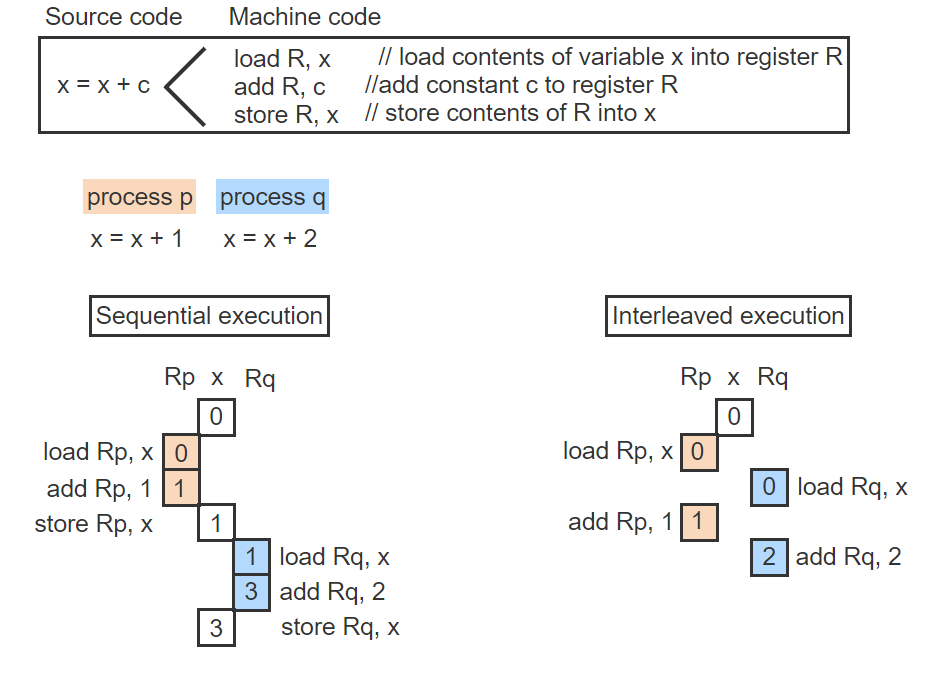 Source code Machine code
load R, x // load contents of variable x into register R
x = x + c add R, c //add constant c to register R
store R, x // store contents of R into x
process p process q
x = x + 1 x = x + 2
Sequential execution
Rp x Rq
0
load Rp, x 0
add Rp, 1 1
store Rp, x 1
1 load Rq, x
3 add Rq, 2
3 store Rq, x
Interleaved execution
Rp x Rq
0
load Rp, x 0
0 load Rq, x
add Rp, 1 1
2 add Rq, 2